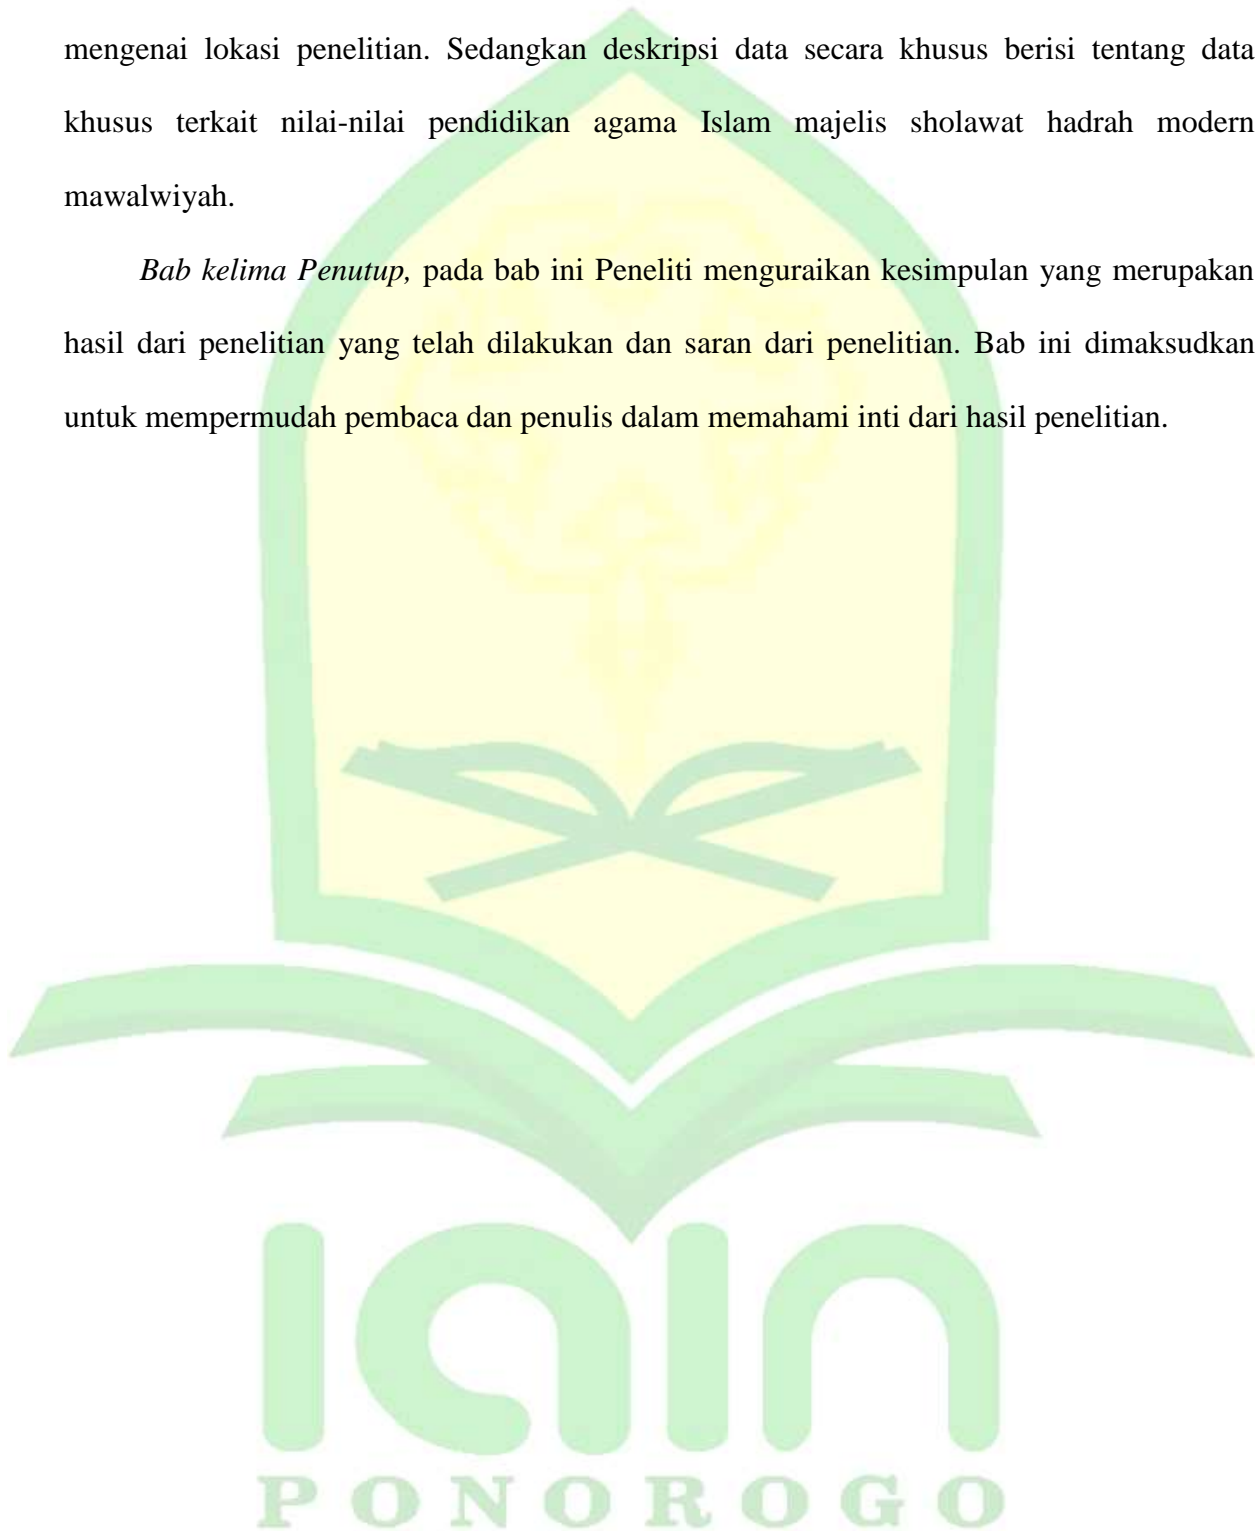 mengenai lokasi penelitian. Sedangkan deskripsi data secara khusus berisi tentang data
khusus terkait nilai-nilai pendidikan agama Islam majelis sholawat hadrah modern
mawalwiyah.
Bab kelima Penutup, pada bab ini Peneliti menguraikan kesimpulan yang merupakan
hasil dari penelitian yang telah dilakukan dan saran dari penelitian. Bab ini dimaksudkan
untuk mempermudah pembaca dan penulis dalam memahami inti dari hasil penelitian.
iain
PONOROGO